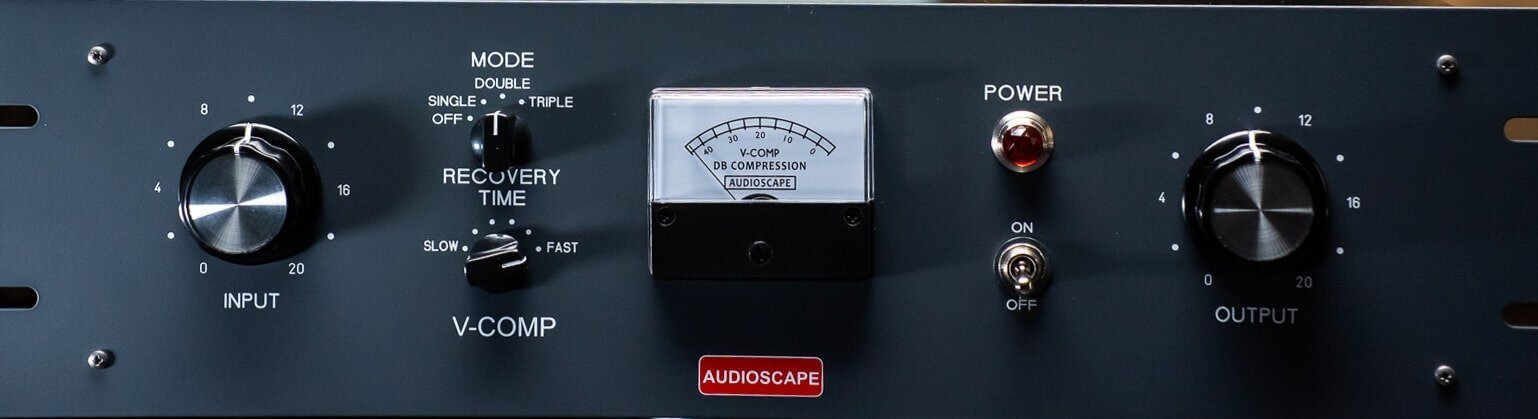 8 12
4 16
0 20
INPUT
MODE
DOUBLE
SINGLE TRIPLE
OFF
RECOVERY
TIME
SLOW FAST
V-COMP
40 30 20 10 0
V-COMP
DB COMPRESSION
AUDIOSCAPE
AUDIOSCAPE
POWER
ON
OFF
8 12
4 16
0 20
OUTPUT